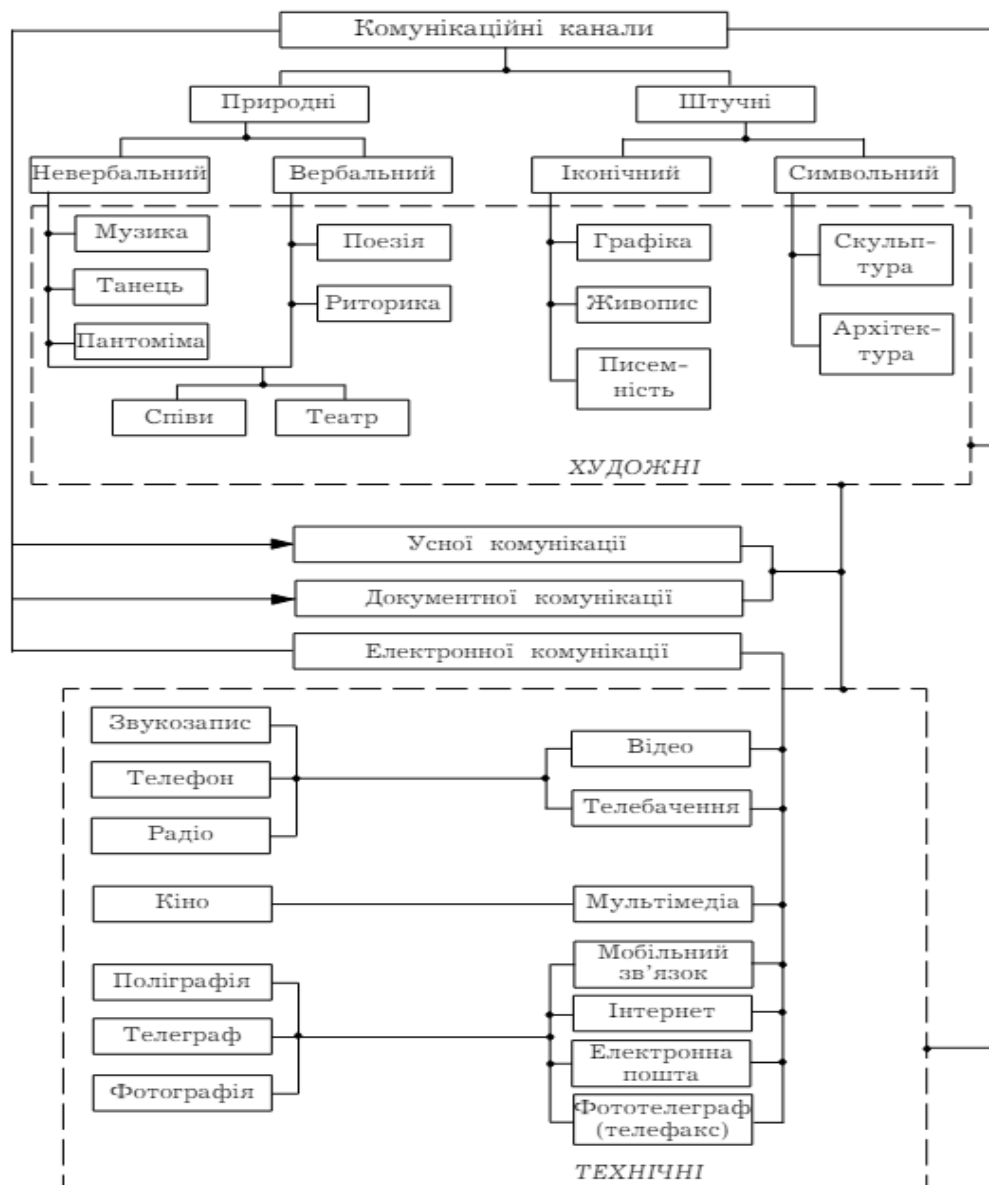 Комунікаційні канали
Природні
Штучні
Невербальний
Вербальний
Іконічний
Символьний
Музика
Танець
Пантоміма
Поезія
Риторика
Співи
Театр
Графіка
Живопис
Писем-
ність
Скульп-
тура
Архітек-
тура
ХУДОЖНІ
Усної комунікації
Документної комунікації
Електронної комунікації
Звукозапис
Телефон
Радіо
Відео
Телебачення
Кіно
Мультімедіа
Поліграфія
Телеграф
Фотографія
Мобільний
зв'язок
Інтернет
Електронна
пошта
Фототелеграф
(телефакс)
ТЕХНІЧНІ